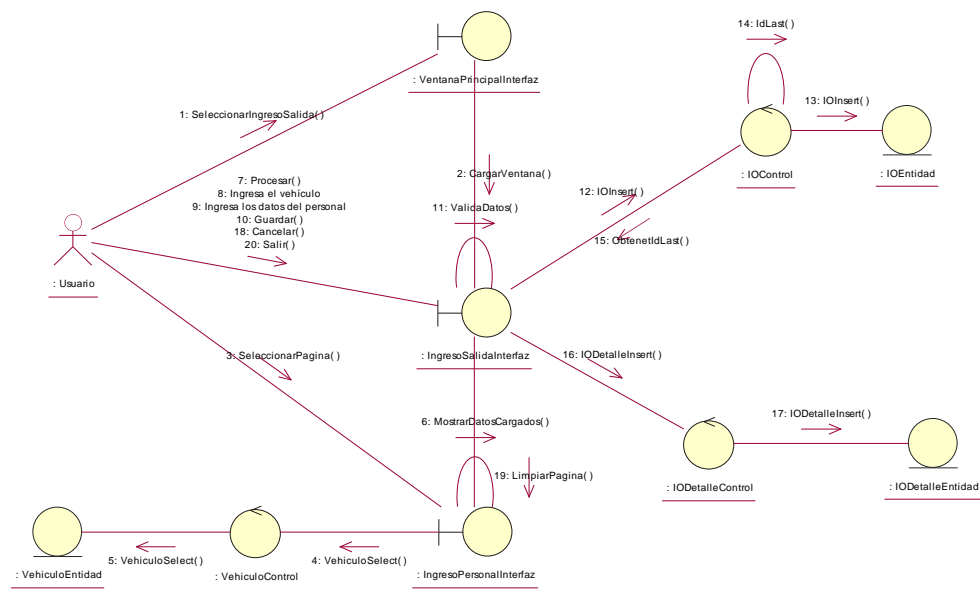 14: IdLast( )
: VentanaPrincipalInterfaz
13: IOInsert( )
1: SeleccionarIngresoSalida( )
: IOControl
: IOEntidad
2: CargarVentana( )
7: Procesar( )
8: Ingresa el vehículo
9: Ingresa los datos del personal
10: Guardar( )
18: Cancelar( )
20: Salir( )
12: IOInsert( )
11: ValidaDatos( )
15: ObtenetIdLast( )
: Usuario
: IngresoSalidaInterfaz
3: SeleccionarPagina( )
16: IODetalleInsert( )
17: IODetalleInsert( )
6: MostrarDatosCargados( )
19: LimpiarPagina( )
: IODetalleControl
: IODetalleEntidad
5: VehiculoSelect( )
4: VehiculoSelect( )
: VehiculoEntidad
: VehiculoControl
: IngresoPersonalInterfaz